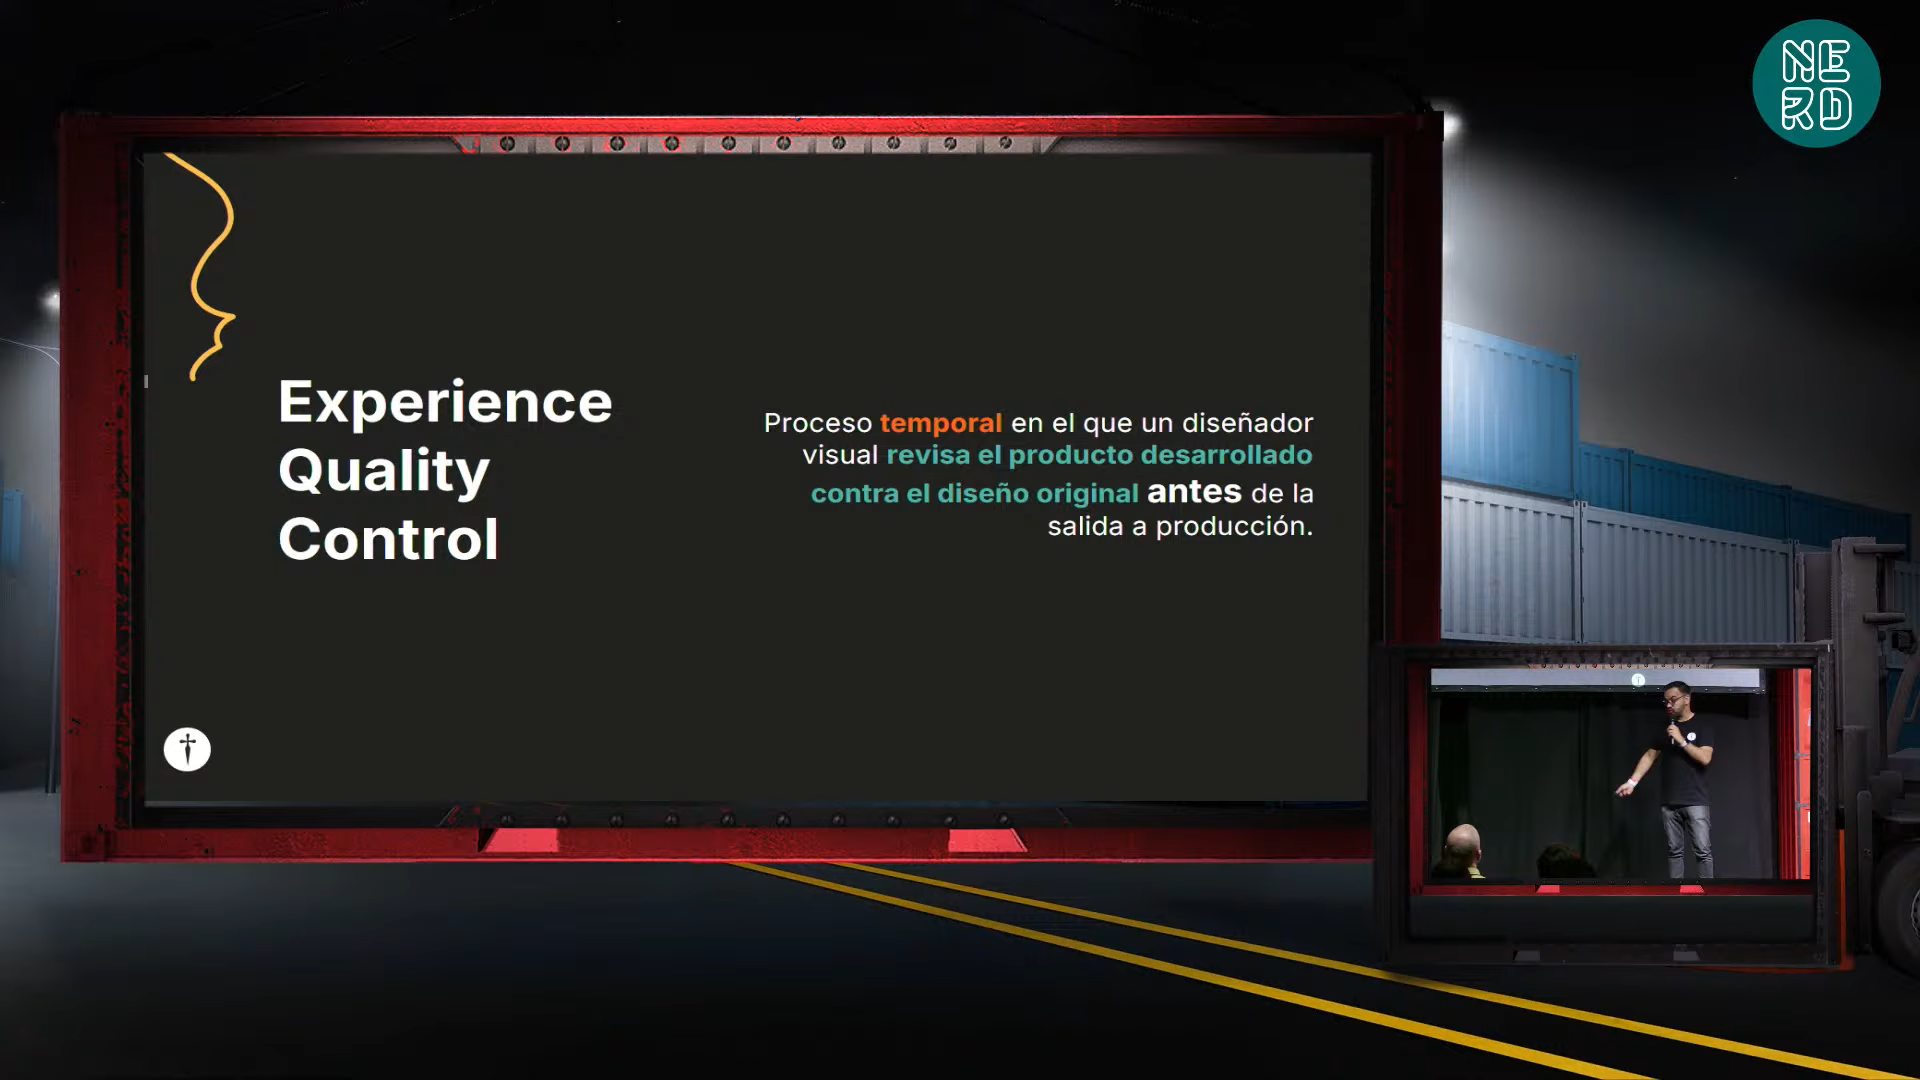 NE
RD
Experience
Quality
Control
Proceso temporal en el que un diseñador
visual revisa el producto desarrollado
contra el diseño original antes de la
salida a producción.